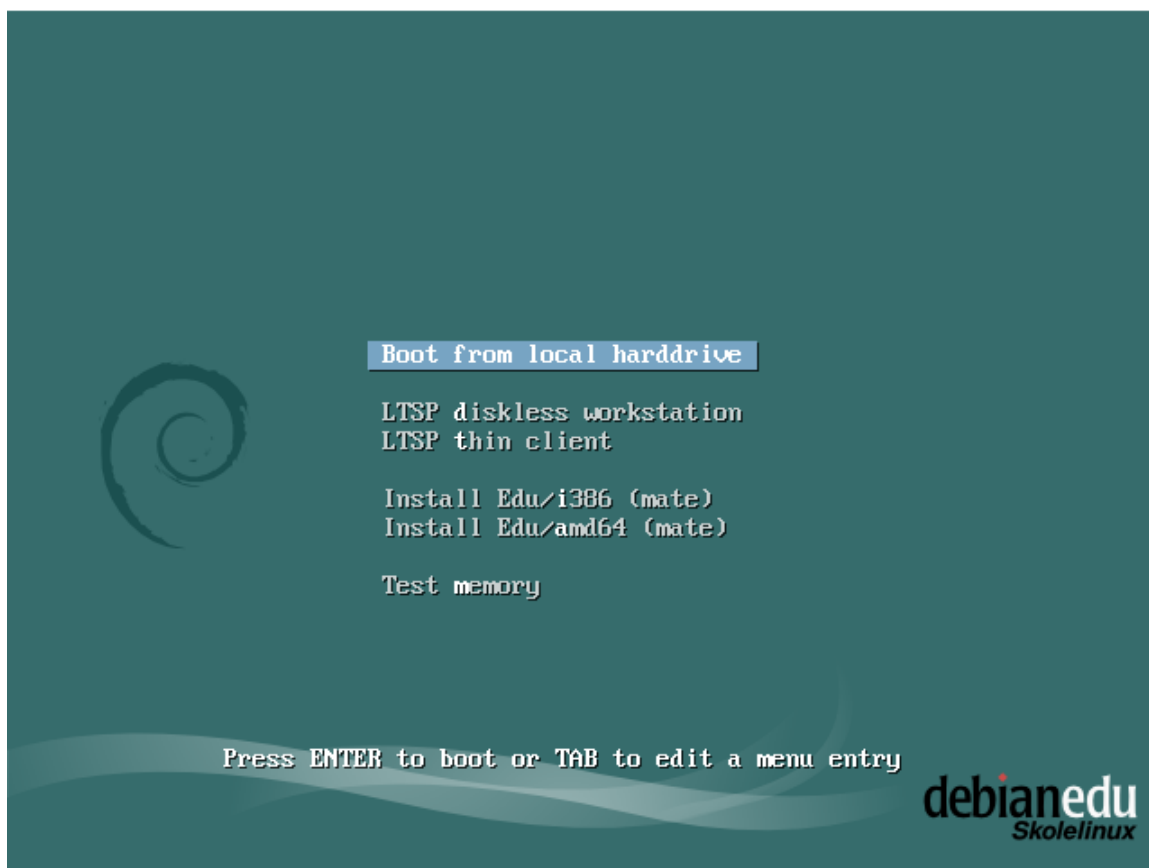 Boot from local harddrive
LTSP diskless workstation
LTSP thin client
Install Edu/i386 (mate)
Install Edu/amd64 (mate)
Test memory
Press ENTER to boot or TAB to edit a menu entry
debianedu
Skolelinux